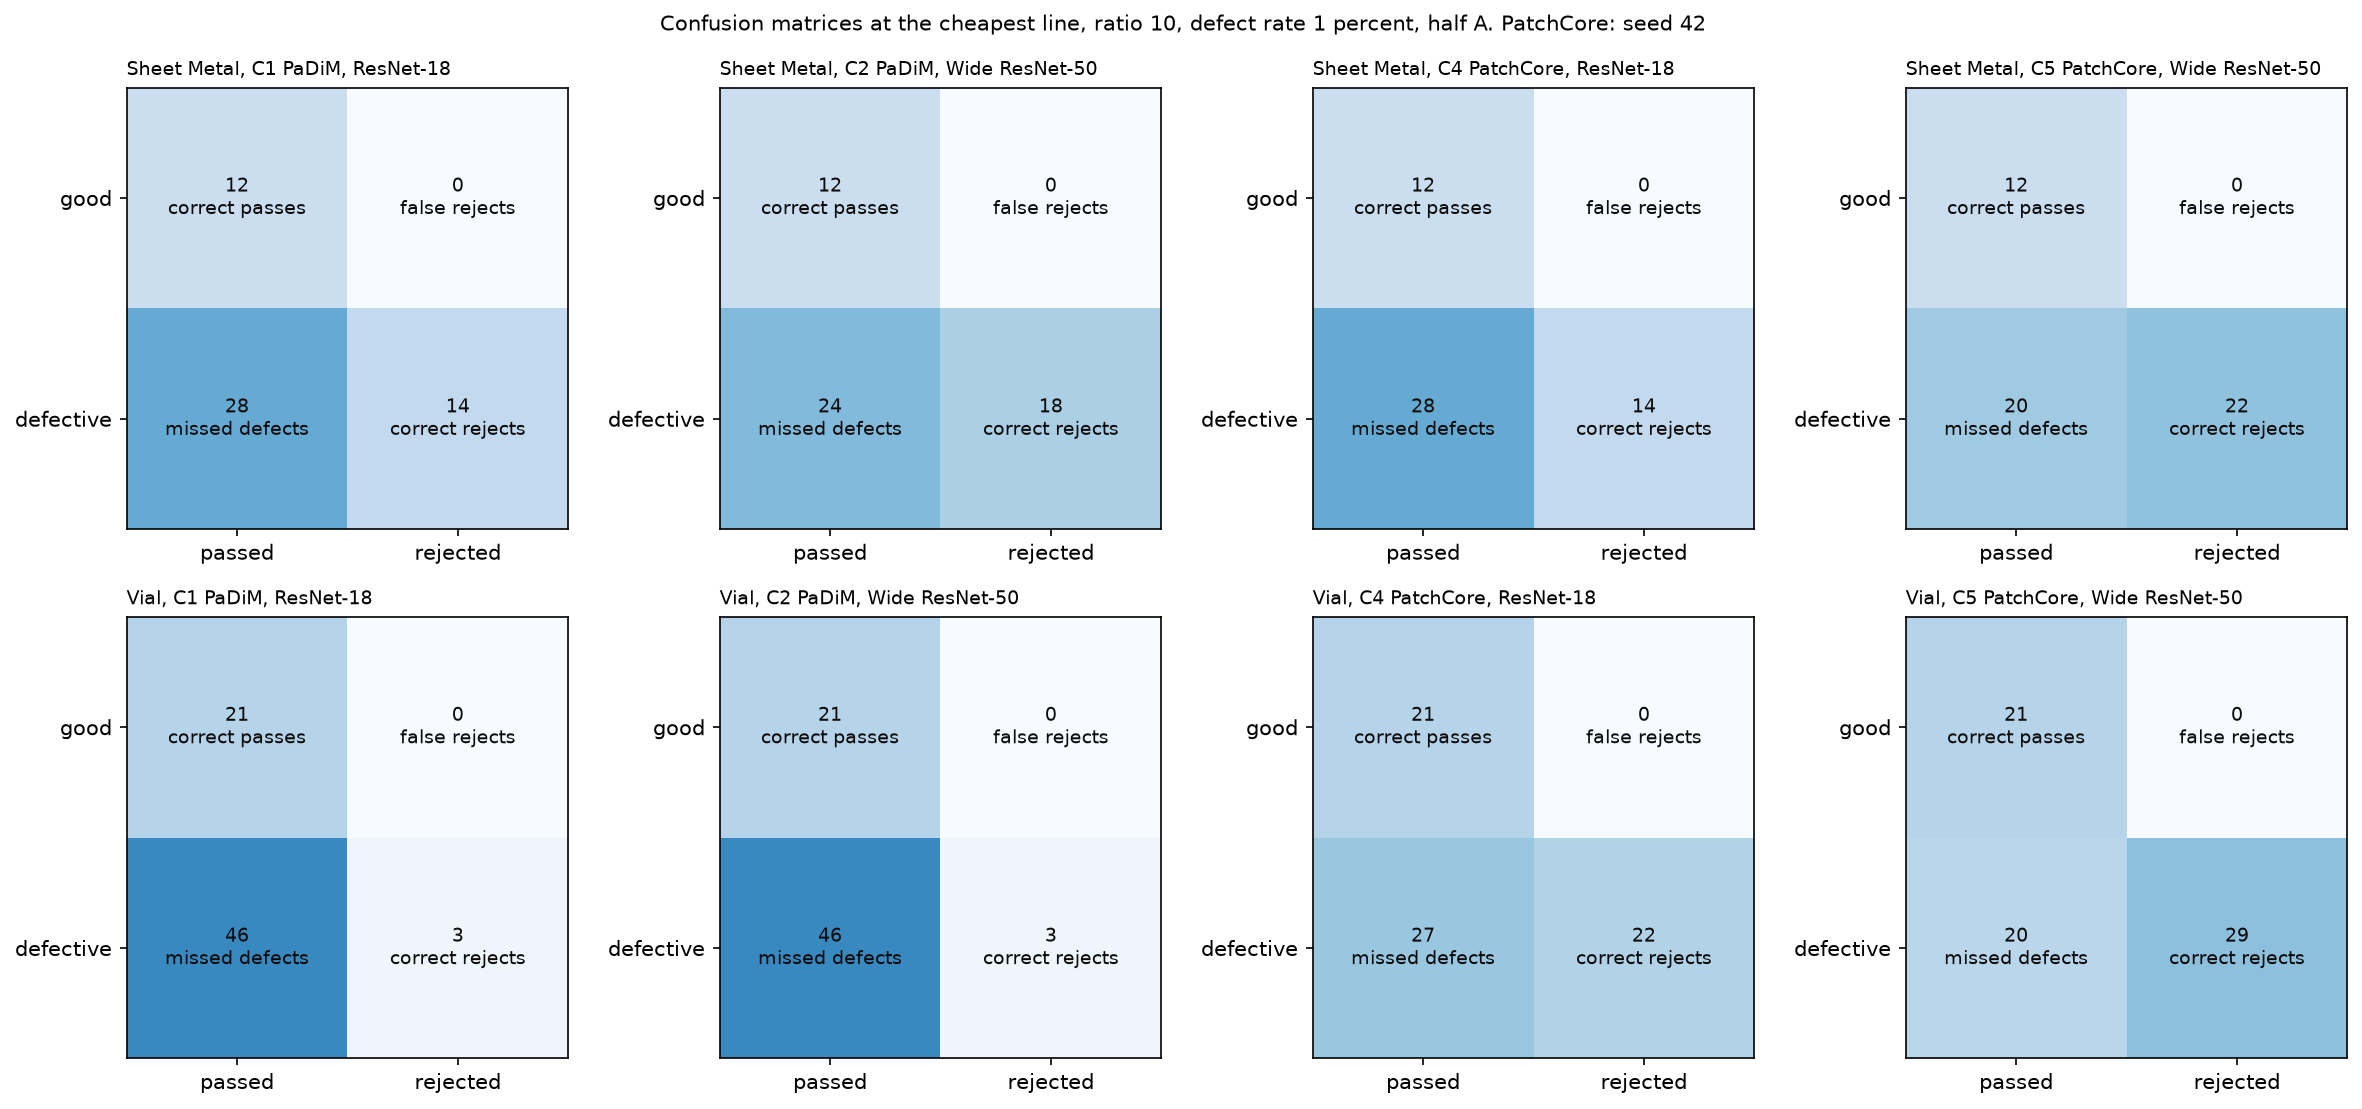 Confusion matrices at the cheapest line, ratio 10, defect rate 1 percent, half A. PatchCore: seed 42
Sheet Metal, C1 PaDiM, ResNet-18
good
defective
12
correct passes
0
false rejects
28
missed defects
14
correct rejects
passed
rejected
Sheet Metal, C2 PaDiM, Wide ResNet-50
good
defective
12
correct passes
0
false rejects
24
missed defects
18
correct rejects
passed
rejected
Sheet Metal, C4 PatchCore, ResNet-18
good
defective
12
correct passes
0
false rejects
28
missed defects
14
correct rejects
passed
rejected
Sheet Metal, C5 PatchCore, Wide ResNet-50
good
defective
12
correct passes
0
false rejects
20
missed defects
22
correct rejects
passed
rejected
Vial, C1 PaDiM, ResNet-18
good
defective
21
correct passes
0
false rejects
46
missed defects
3
correct rejects
passed
rejected
Vial, C2 PaDiM, Wide ResNet-50
good
defective
21
correct passes
0
false rejects
46
missed defects
3
correct rejects
passed
rejected
Vial, C4 PatchCore, ResNet-18
good
defective
21
correct passes
0
false rejects
27
missed defects
22
correct rejects
passed
rejected
Vial, C5 PatchCore, Wide ResNet-50
good
defective
21
correct passes
0
false rejects
20
missed defects
29
correct rejects
passed
rejected